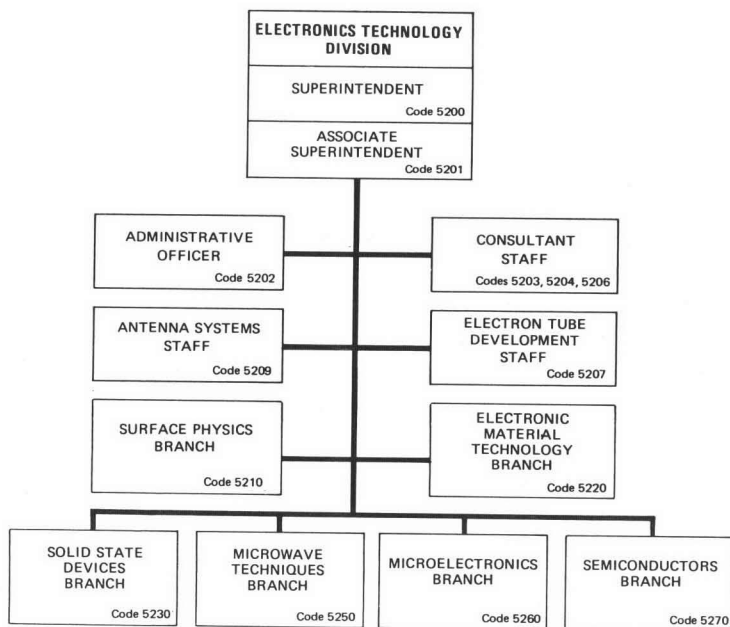 ELECTRONICS TECHNOLOGY
DIVISION
SUPERINTENDENT
Code 5200
ASSOCIATE
SUPERINTENDENT
Code 5201
ADMINISTRATIVE
OFFICER
Code 5202
CONSULTANT
STAFF
Codes 5203, 5204, 5206
ANTENNA SYSTEMS
STAFF
Code 5209
ELECTRON TUBE
DEVELOPMENT
STAFF
Code 5207
SURFACE PHYSICS
BRANCH
Code 5210
ELECTRONIC
MATERIAL
TECHNOLOGY
BRANCH
Code 5220
SOLID STATE
DEVICES
BRANCH
Code 5230
MICROWAVE
TECHNIQUES
BRANCH
Code 5250
MICROELECTRONICS
BRANCH
Code 5260
SEMICONDUCTORS
BRANCH
Code 5270